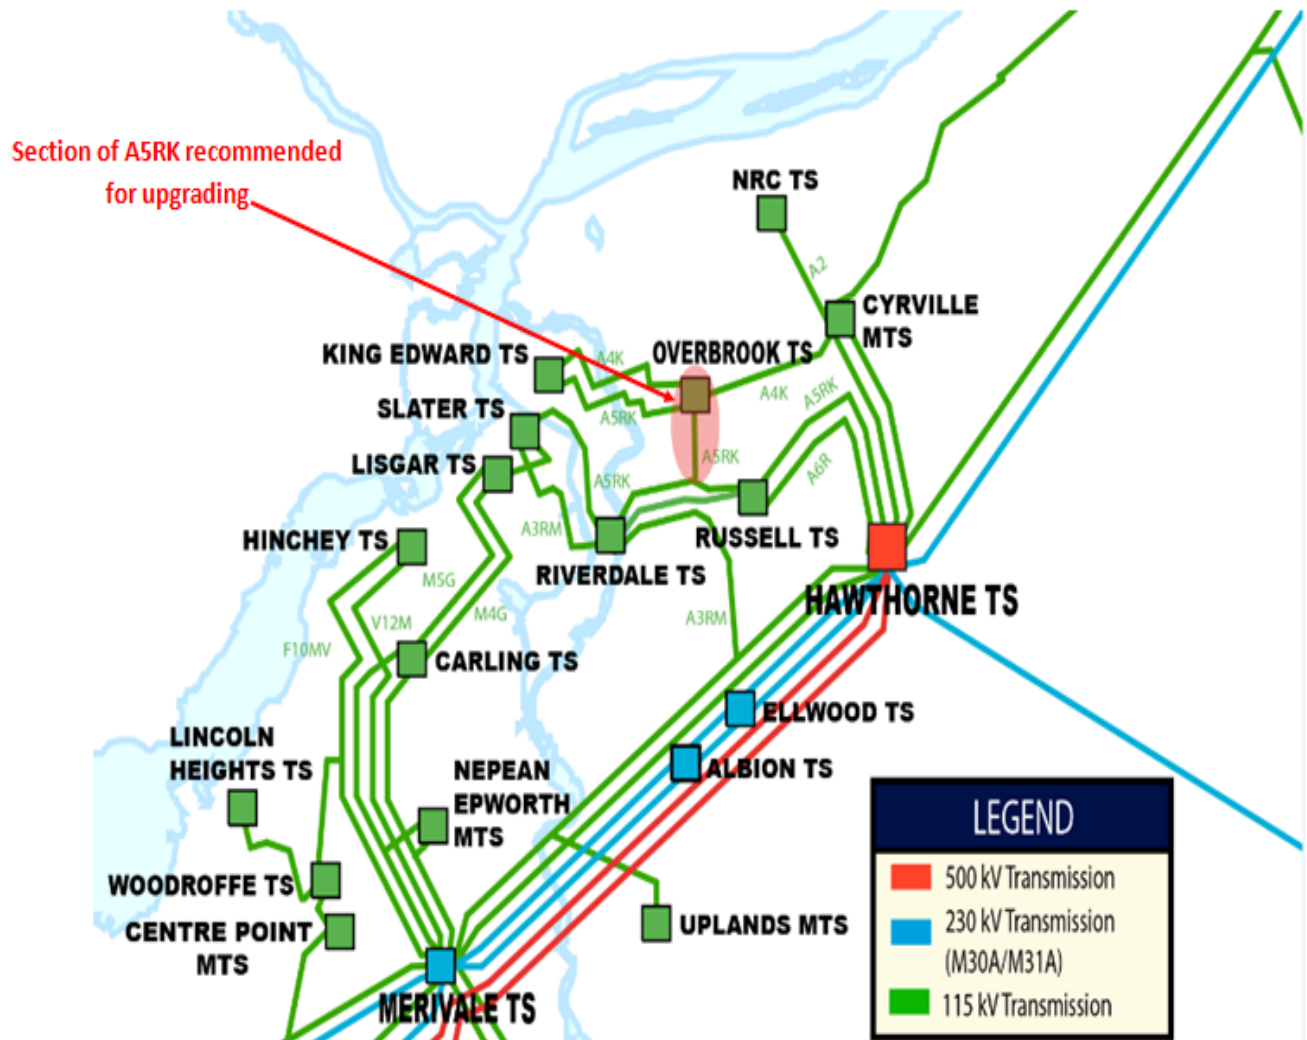 Section of A5RK recommended
for upgrading
NRC TS
A2
CYRVILLE
MTS
KING EDWARD TS
A4K
OVERBROOK TS
A4K
A5RK
SLATER TS
A5RK
LISGAR TS
A5RK
A5RK
A6R
A3RM
RUSSELL TS
HINCHEY TS
RIVERDALE TS
M5G
HAWTHORNE TS
V12M
M4G
A3RM
F10MV
CARLING TS
ELLWOOD TS
LINCOLN
HEIGHTS TS
ALBION TS
NEPEAN
EPWORTH
MTS
WOODROFFE TS
CENTRE POINT
MTS
UPLANDS MTS
MERIVALE TS
LEGEND
500 kV Transmission
230 kV Transmission
(M30A/M31A)
115 kV Transmission